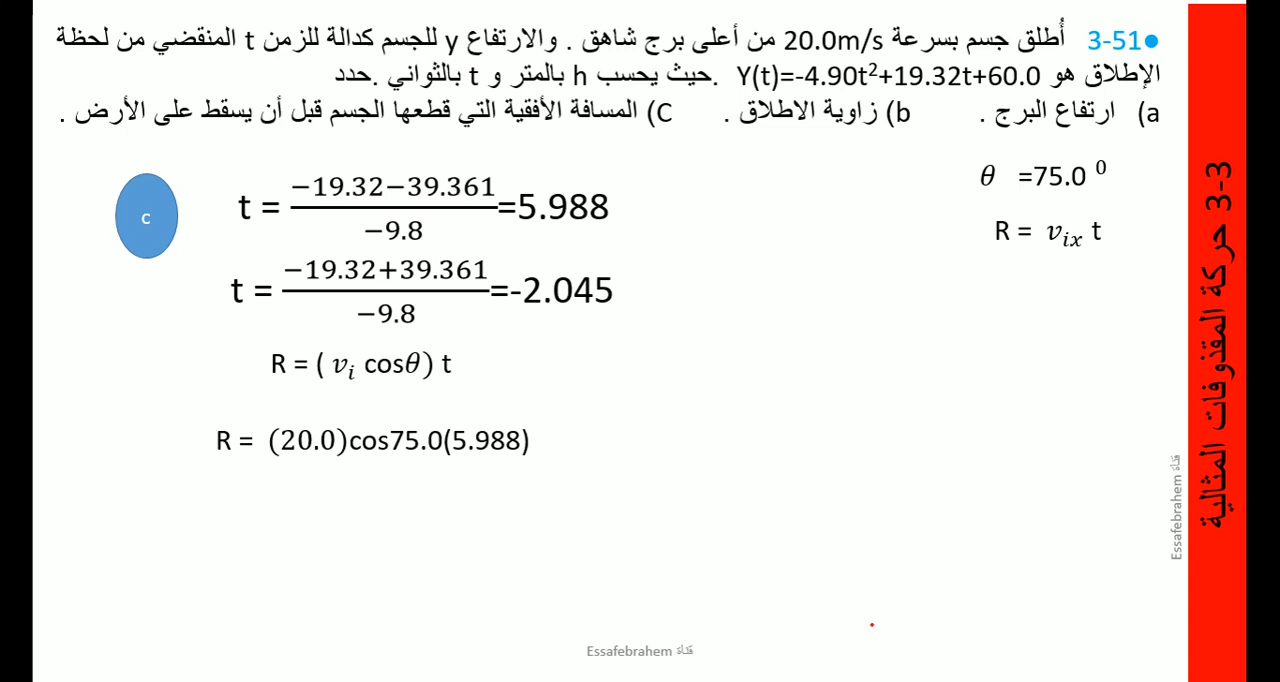 ●3-51 أُطلق جسم بسرعة 20.0m/s من أعلى برج شاهق . والارتفاع y للجسم كدالة للزمن t المنقضي من لحظة
الإطلاق هو Y(t)=-4.90t²+19.32t+60.0 .حيث يحسب h بالمتر و t بالثواني .حدد
a) ارتفاع البرج . b) زاوية الاطلاق . C) المسافة الأفقية التي قطعها الجسم قبل أن يسقط على الأرض .
θ =75.0 ⁰
R = v_ix t
c
t = (−19.32−39.361)/(−9.8)=5.988
t = (−19.32+39.361)/(−9.8)=-2.045
R = ( v_i cosθ) t
R = (20.0)cos75.0(5.988)
3-3 حركة المقذوفات المثالية
قناة Essafebrahem
قناة Essafebrahem